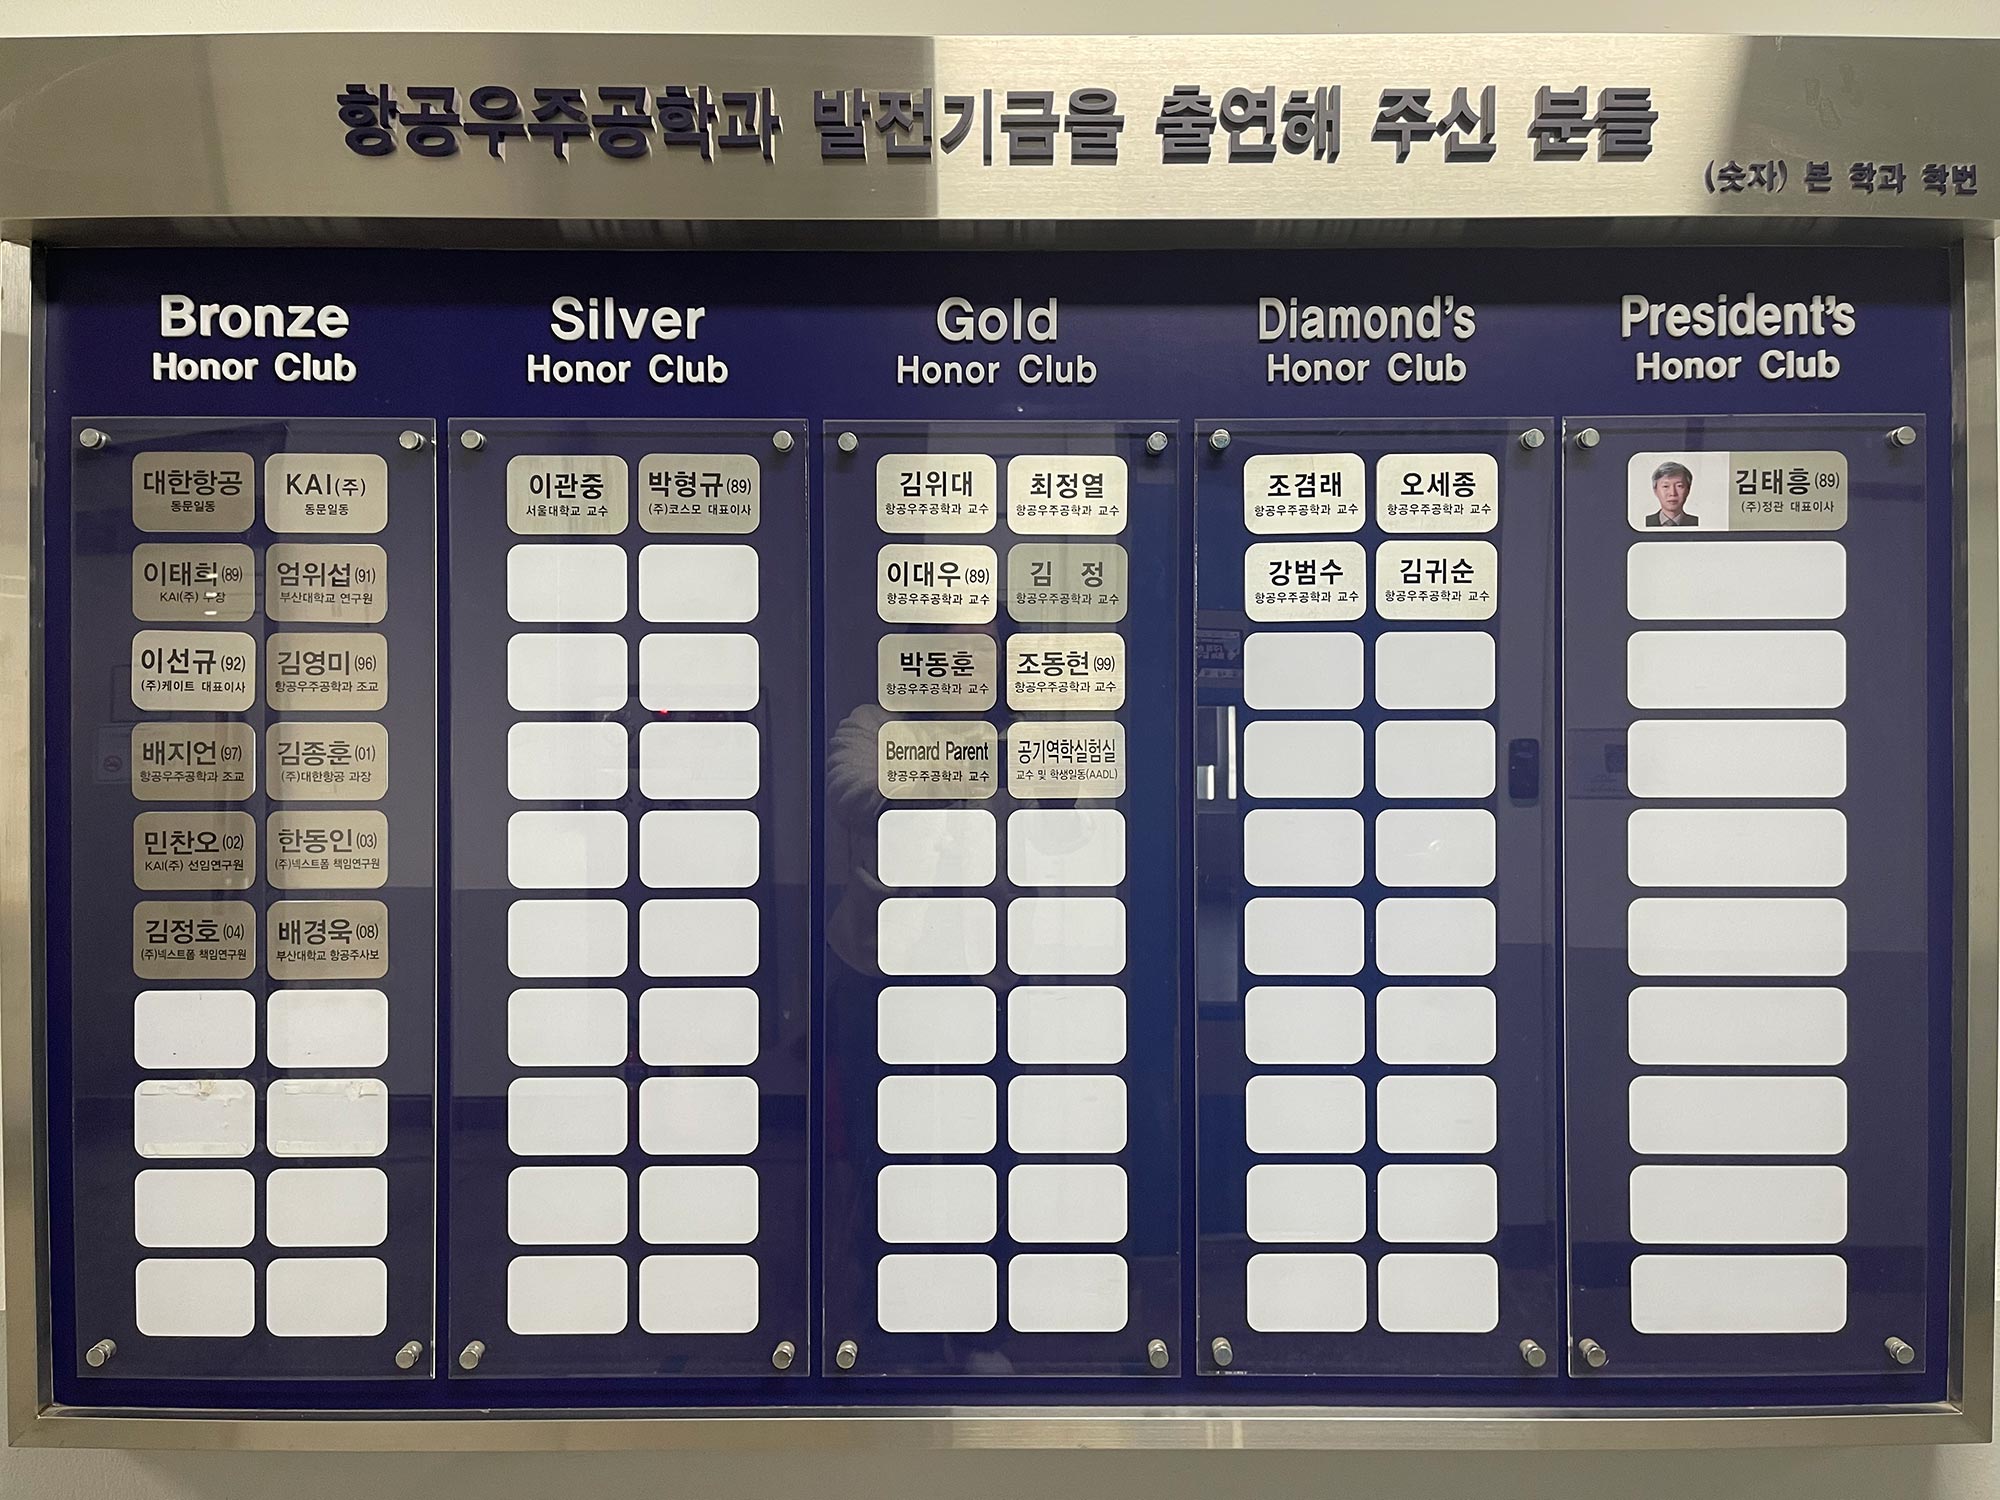 항공우주공학과 발전기금을 출연해 주신 분들
(숫자) 본 학과 학번
Bronze
Honor Club
대한항공
동문일동
KAI(주)
동문일동
이태희(89)
KAI(주)
엄위섭(91)
부산대학교 연구원
이선규(92)
(주)케이트 대표이사
김영미(96)
항공우주공학과 조교
배지언(97)
항공우주공학과 조교
김종훈(01)
(주)대한항공 과장
민찬오(02)
KAI(주) 선임연구원
한동인(03)
(주)넥스트폼 책임연구원
김정호(04)
(주)넥스트폼 책임연구원
배경욱(08)
부산대학교 항공주사보
Silver
Honor Club
이관중
서울대학교 교수
박형규(89)
(주)코스모 대표이사
Gold
Honor Club
김위대
항공우주공학과 교수
최정열
항공우주공학과 교수
이대우(89)
항공우주공학과 교수
김 정
항공우주공학과 교수
박동훈
항공우주공학과 교수
조동현(99)
항공우주공학과 교수
Bernard Parent
항공우주공학과 교수
공기역학실험실
교수 및 학생일동(AADL)
Diamond's
Honor Club
조겸래
항공우주공학과 교수
오세종
항공우주공학과 교수
강범수
항공우주공학과 교수
김귀순
항공우주공학과 교수
President's
Honor Club
김태흥(89)
(주)정관 대표이사